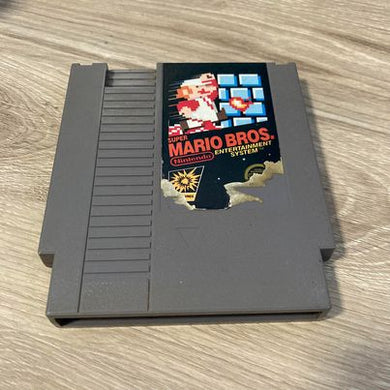 SUPER
MARIO BROS.
Nintendo
ENTERTAINMENT
SYSTEM